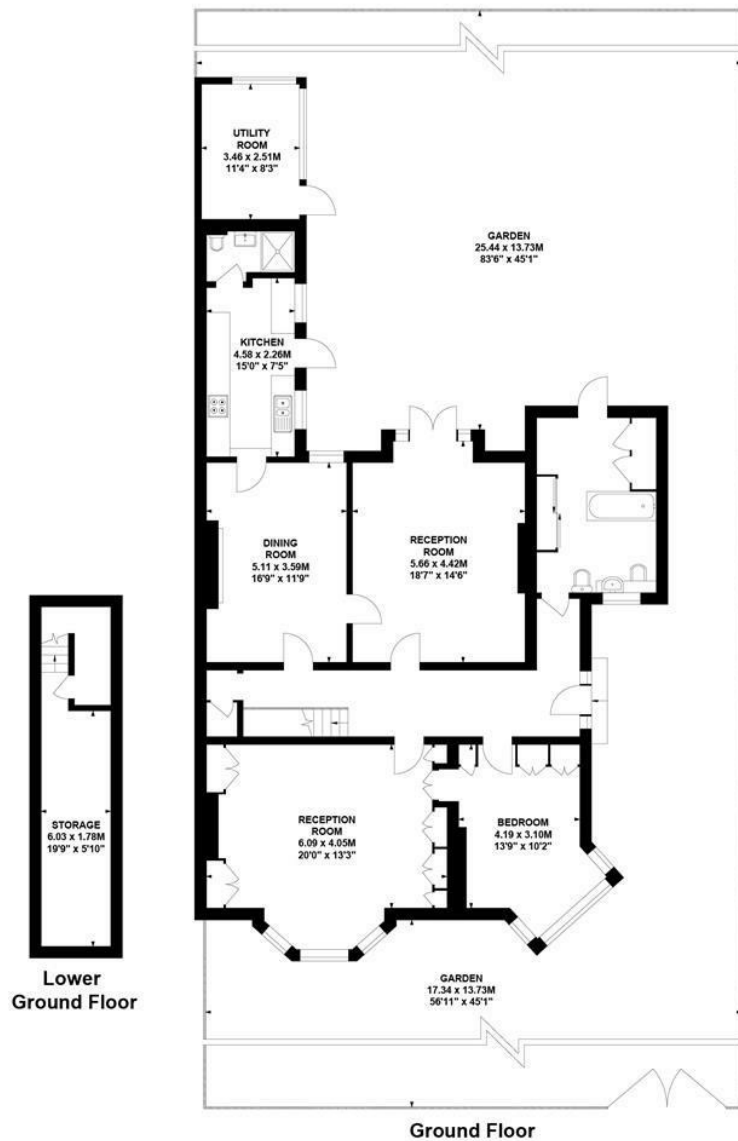 UTILITY
ROOM
3.46 x 2.51M
11'4" x 8'3"
GARDEN
25.44 x 13.73M
83'6" x 45'1"
KITCHEN
4.58 x 2.26M
15'0" x 7'5"
DINING
ROOM
5.11 x 3.59M
16'9" x 11'9"
RECEPTION
ROOM
5.66 x 4.42M
18'7" x 14'6"
STORAGE
6.03 x 1.78M
19'9" x 5'10"
Lower
Ground Floor
RECEPTION
ROOM
6.09 x 4.05M
20'0" x 13'3"
BEDROOM
4.19 x 3.10M
13'9" x 10'2"
GARDEN
17.34 x 13.73M
56'11" x 45'1"
Ground Floor